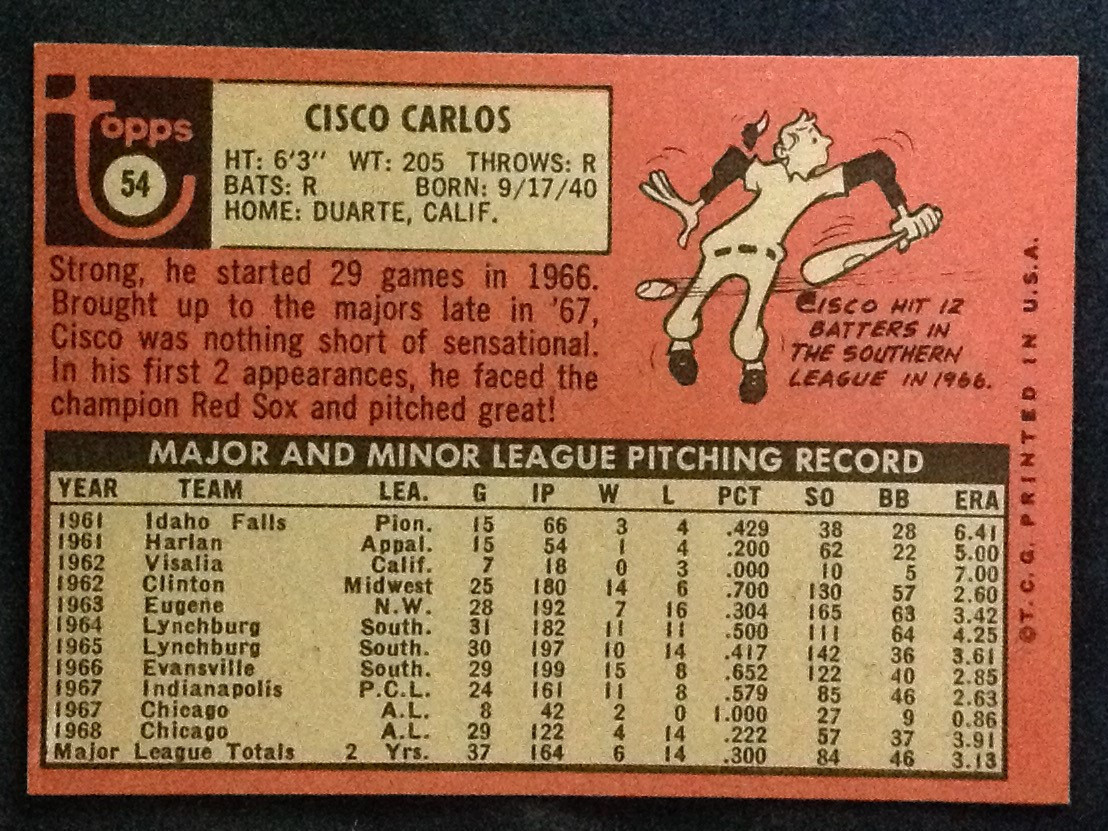 Topps
54
CISCO CARLOS
HT: 6'3" WT: 205 THROWS: R
BATS: R BORN: 9/17/40
HOME: DUARTE, CALIF.
Strong, he started 29 games in 1966.
Brought up to the majors late in '67,
Cisco was nothing short of sensational.
In his first 2 appearances, he faced the
champion Red Sox and pitched great!
CISCO HIT 12
BATTERS IN
THE SOUTHERN
LEAGUE IN 1966.
©T.C.G. PRINTED IN U.S.A.
MAJOR AND MINOR LEAGUE PITCHING RECORD
YEAR TEAM LEA. G IP W L PCT SO BB ERA
1961 Idaho Falls Pion. 15 66 3 4 .429 38 28 6.41
1961 Harlan Appal. 15 54 1 4 .200 62 22 5.00
1962 Visalia Calif. 7 18 0 3 .000 10 5 7.00
1962 Clinton Midwest 25 180 14 6 .700 130 57 2.60
1963 Eugene N.W. 28 192 7 16 .304 165 63 3.42
1964 Lynchburg South. 31 182 11 11 .500 111 64 4.25
1965 Lynchburg South. 30 197 10 14 .417 142 36 3.61
1966 Evansville South. 29 199 15 8 .652 122 40 2.85
1967 Indianapolis P.C.L. 24 161 11 8 .579 85 46 2.63
1967 Chicago A.L. 8 42 2 0 1.000 27 9 0.86
1968 Chicago A.L. 29 122 4 14 .222 57 37 3.91
Major League Totals 2 Yrs. 37 164 6 14 .300 84 46 3.13